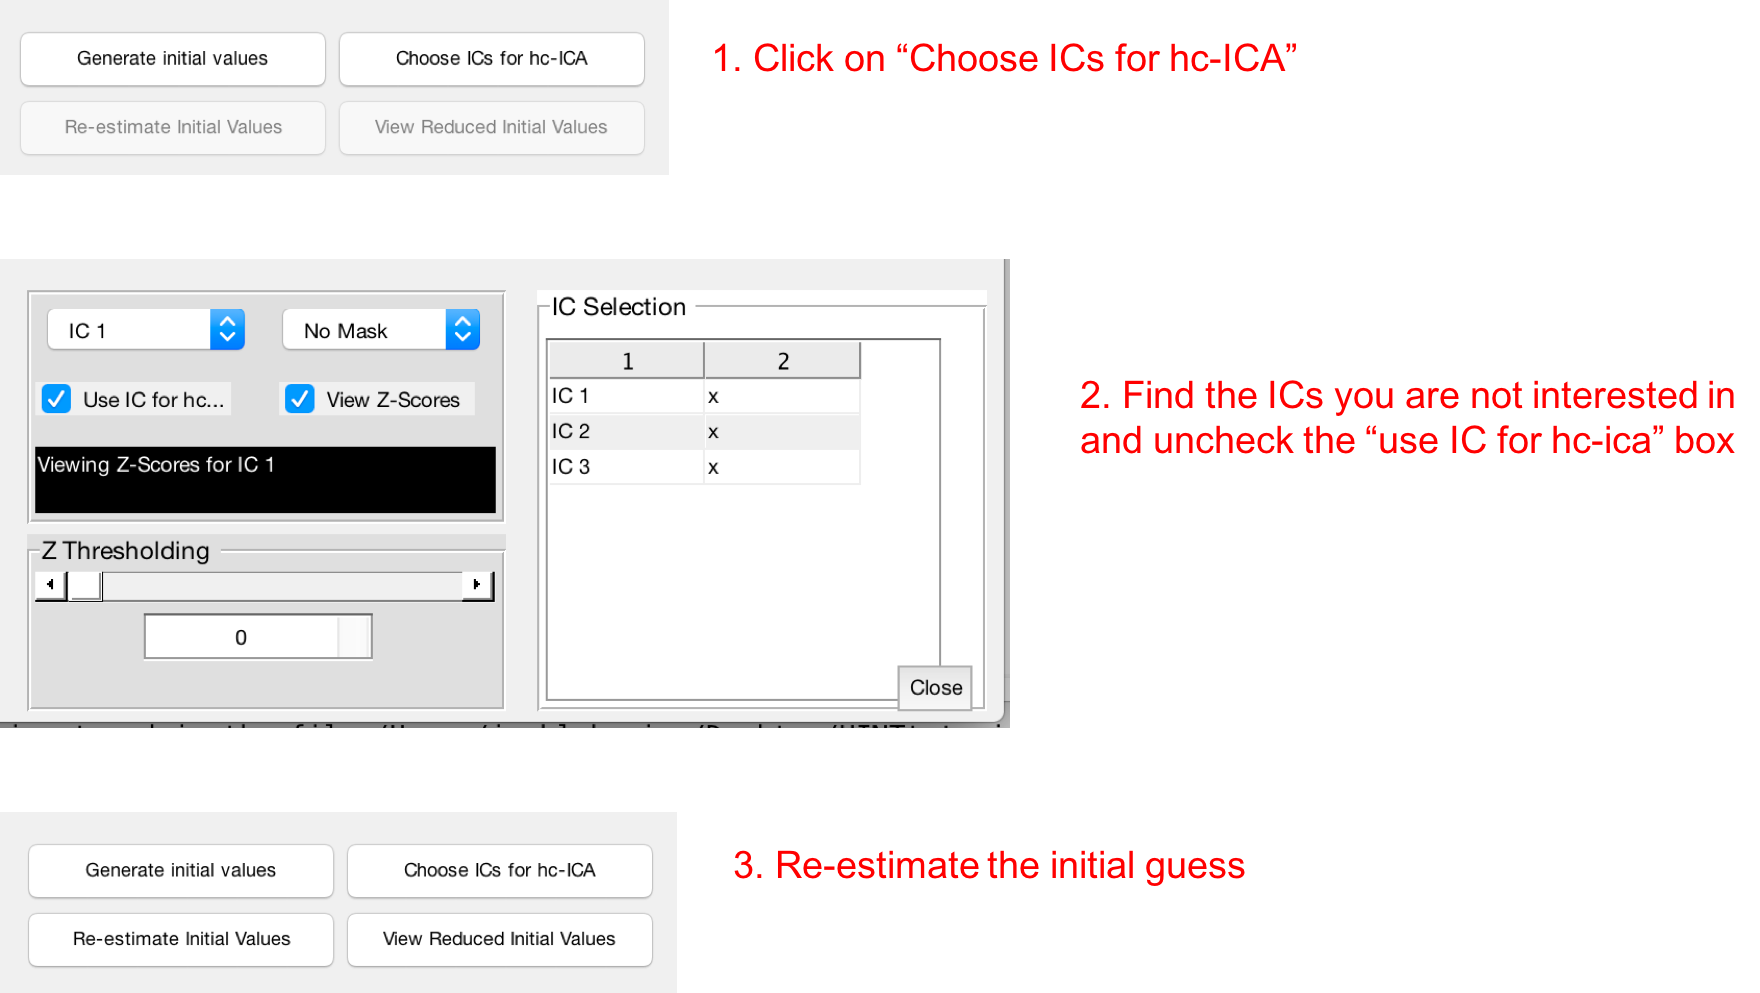 Generate initial values
Choose ICs for hc-ICA
Re-estimate Initial Values
View Reduced Initial Values
1. Click on “Choose ICs for hc-ICA”
IC 1
No Mask
Use IC for hc...
View Z-Scores
Viewing Z-Scores for IC 1
Z Thresholding
0
IC Selection
1 2
IC 1 x
IC 2 x
IC 3 x
Close
2. Find the ICs you are not interested in
and uncheck the “use IC for hc-ica” box
Generate initial values
Choose ICs for hc-ICA
Re-estimate Initial Values
View Reduced Initial Values
3. Re-estimate the initial guess